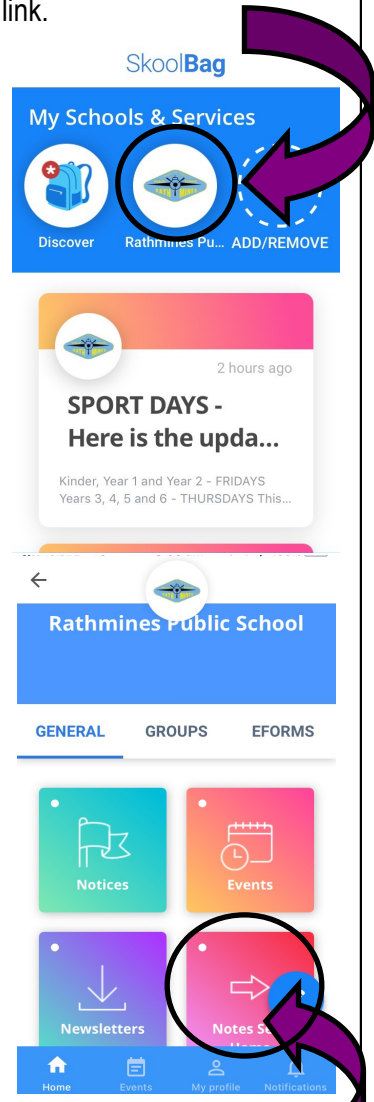 link.
SkoolBag
My Schools & Services
Discover
Rathmines Pu...
ADD/REMOVE
2 hours ago
SPORT DAYS -
Here is the upda...
Kinder, Year 1 and Year 2 - FRIDAYS
Years 3, 4, 5 and 6 - THURSDAYS This...
Rathmines Public School
GENERAL GROUPS EFORMS
Notices
Events
Newsletters
Notes
Home Events My profile Notifications